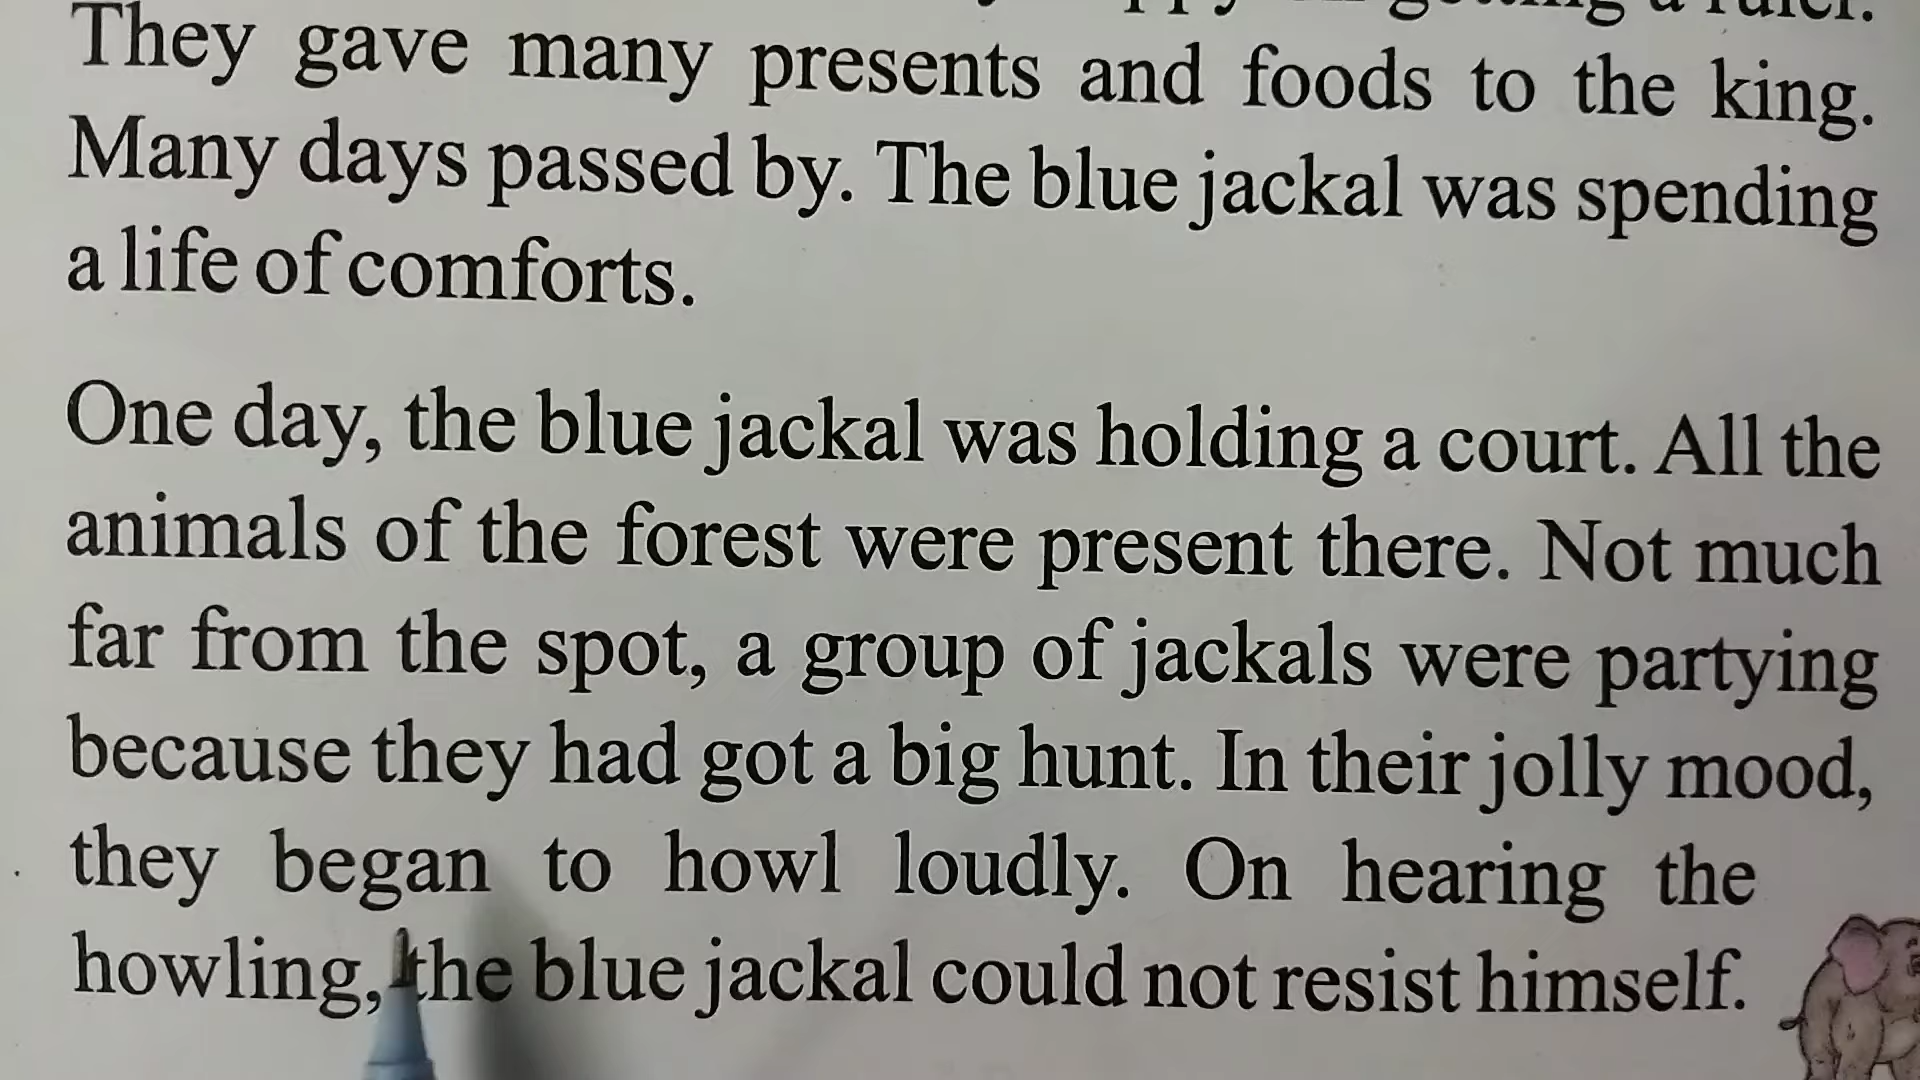 a ruler.
They gave many presents and foods to the king.
Many days passed by. The blue jackal was spending
a life of comforts.
One day, the blue jackal was holding a court. All the
animals of the forest were present there. Not much
far from the spot, a group of jackals were partying
because they had got a big hunt. In their jolly mood,
they began to howl loudly. On hearing the
howling, the blue jackal could not resist himself.